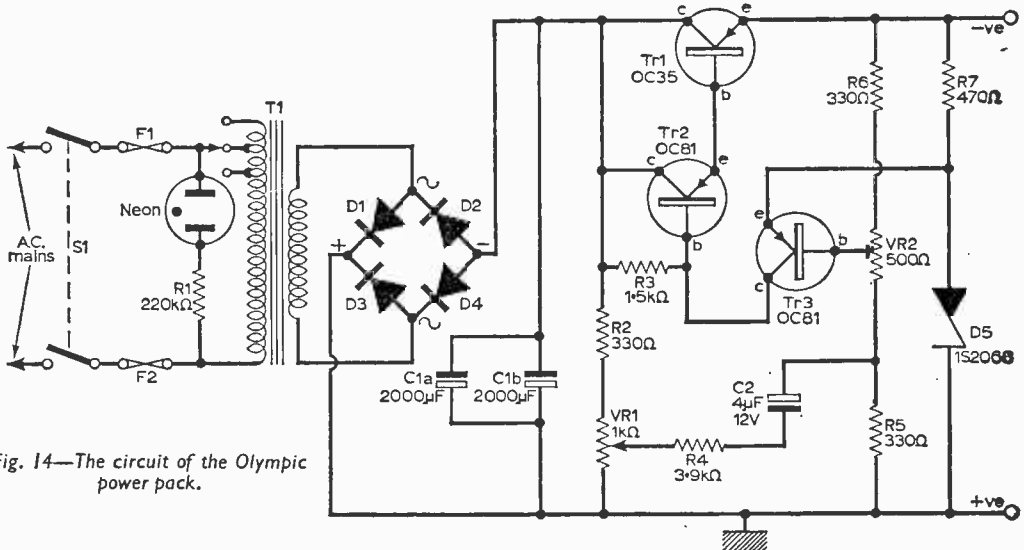 A.C.
mains
S1
F1
F2
Neon
R1
220kΩ
T1
D1
D2
D3
D4
+
-
C1a
2000µF
C1b
2000µF
c
e
b
Tr1
OC35
Tr2
OC81
c
e
b
R3
1·5kΩ
R2
330Ω
VR1
1kΩ
R4
3·9kΩ
C2
4µF
12V
e
b
c
Tr3
OC81
R6
330Ω
R7
470Ω
VR2
500Ω
R5
330Ω
D5
-ve
+ve
ig. 14—The circuit of the Olympic
power pack.